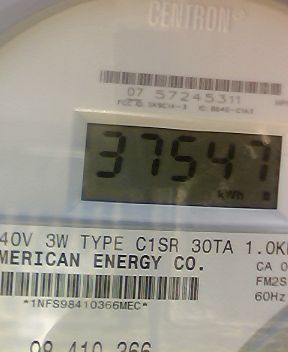 CENTRON
07 57245311
37547
kWh
40V 3W TYPE C1SR 30TA 1.0K
MERICAN ENERGY CO.
CA 0
FM2S
60Hz
*1NFS98410366MEC*
98 410 366